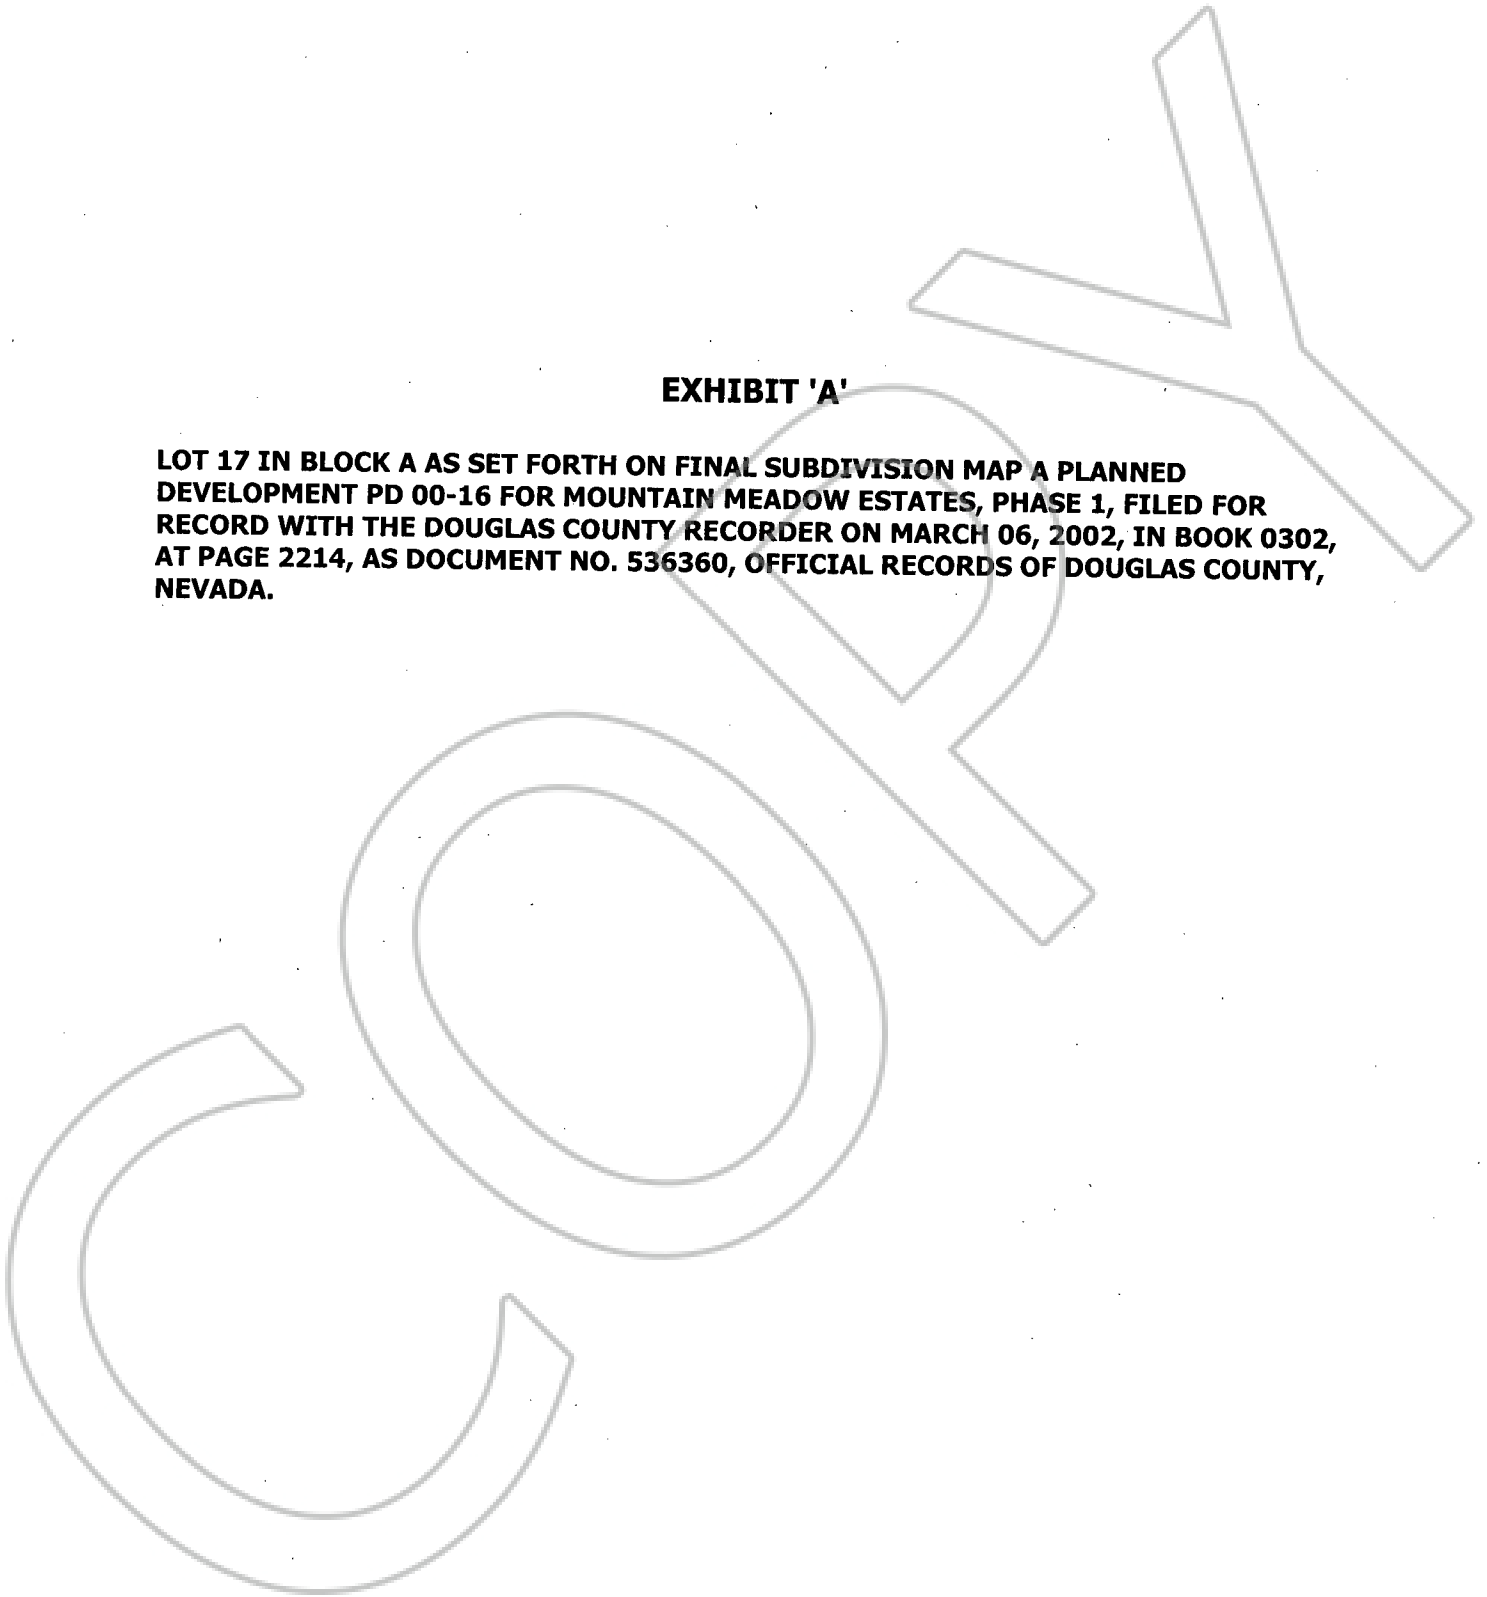 EXHIBIT 'A'
LOT 17 IN BLOCK A AS SET FORTH ON FINAL SUBDIVISION MAP A PLANNED
DEVELOPMENT PD 00-16 FOR MOUNTAIN MEADOW ESTATES, PHASE 1, FILED FOR
RECORD WITH THE DOUGLAS COUNTY RECORDER ON MARCH 06, 2002, IN BOOK 0302,
AT PAGE 2214, AS DOCUMENT NO. 536360, OFFICIAL RECORDS OF DOUGLAS COUNTY,
NEVADA.
COPY